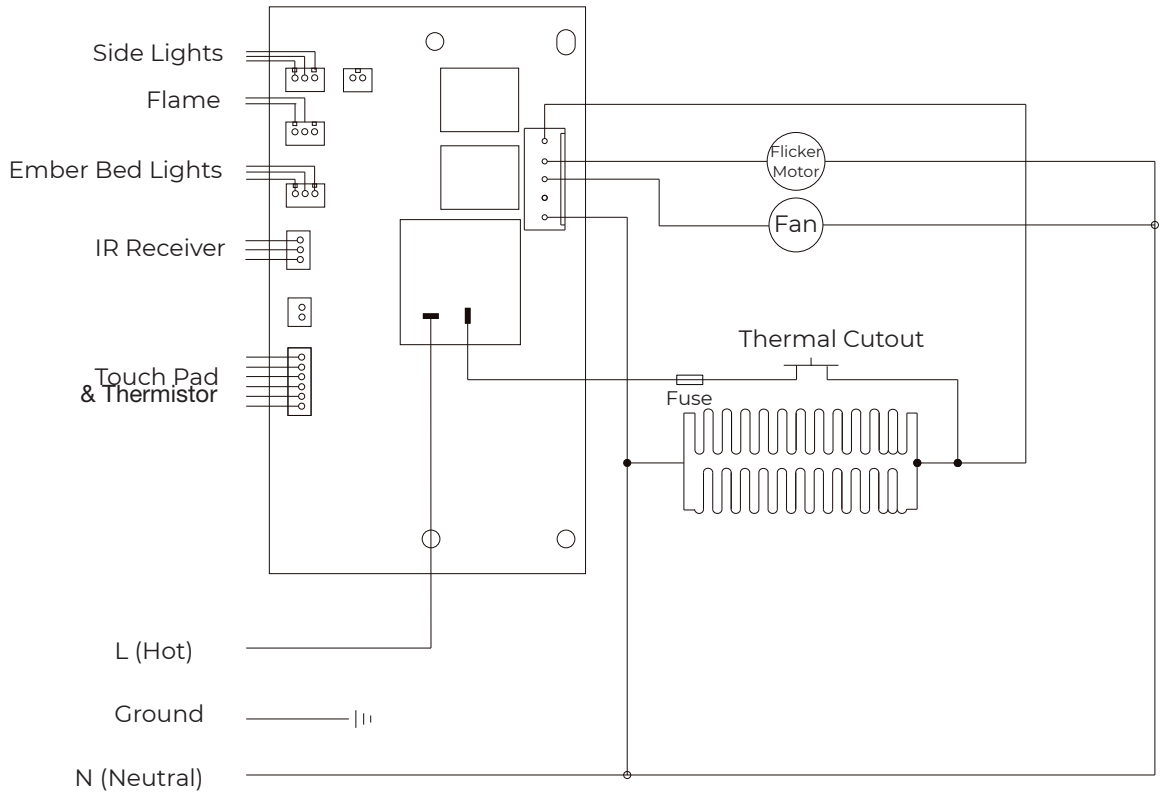 Side Lights
Flame
Ember Bed Lights
Flicker
Motor
Fan
IR Receiver
Thermal Cutout
Touch Pad
& Thermistor
Fuse
L (Hot)
Ground
N (Neutral)